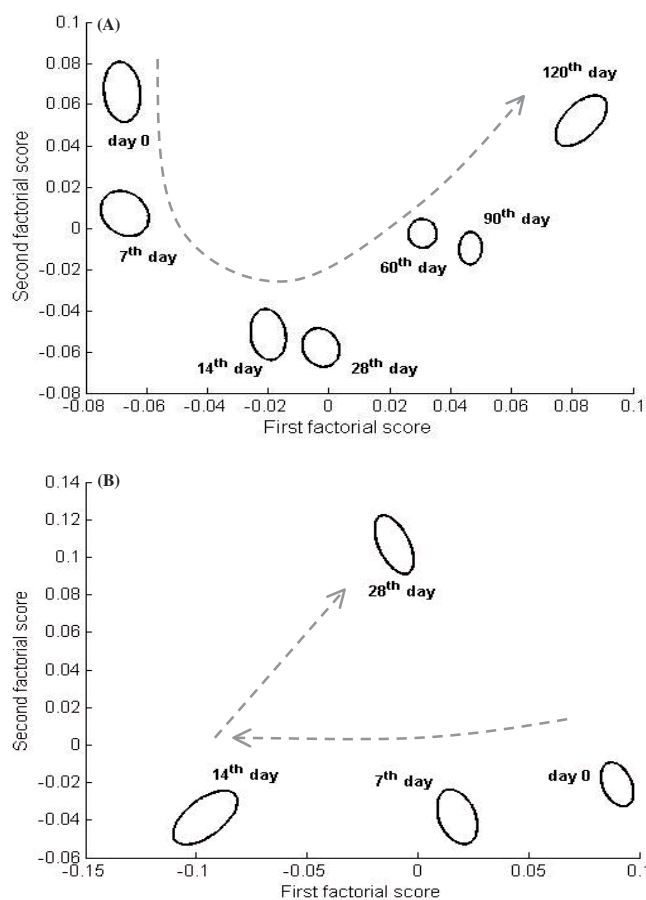 (A)
0.1
0.08
0.06
0.04
0.02
0
-0.02
-0.04
-0.06
-0.08
Second factorial score
day 0
7th day
14th day
28th day
60th day
90th day
120th day
-0.08
-0.06
-0.04
-0.02
0
0.02
0.04
0.06
0.08
0.1
First factorial score
(B)
0.14
0.12
0.1
0.08
0.06
0.04
0.02
0
-0.02
-0.04
-0.06
Second factorial score
28th day
14th day
7th day
day 0
-0.15
-0.1
-0.05
0
0.05
0.1
First factorial score